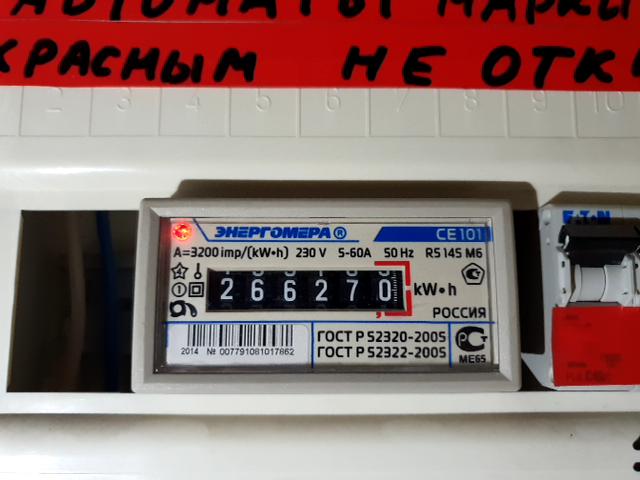 АВТОМАТЫ МАРКИ
КРАСНЫМ НЕ ОТК
2 3 4 5 6 7 8 9 10
ЭНЕРГОМЕРА® CE101
A=3200 imp/(kW•h) 230 V 5-60A 50 Hz R5 145 M6
266270 kW•h
РОССИЯ
2014 № 007791081017862
ГОСТ Р 52320-2005
ГОСТ Р 52322-2005
РСТ
МЕ65
EATON